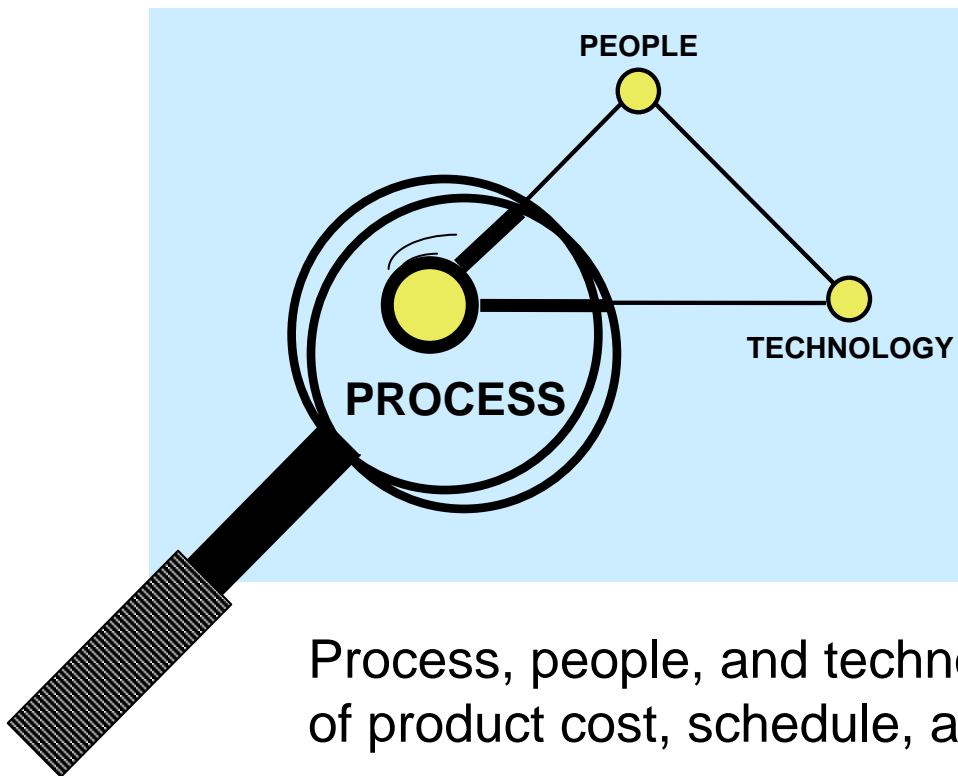 PEOPLE
TECHNOLOGY
PROCESS
Process, people, and
of product cost, schedule,